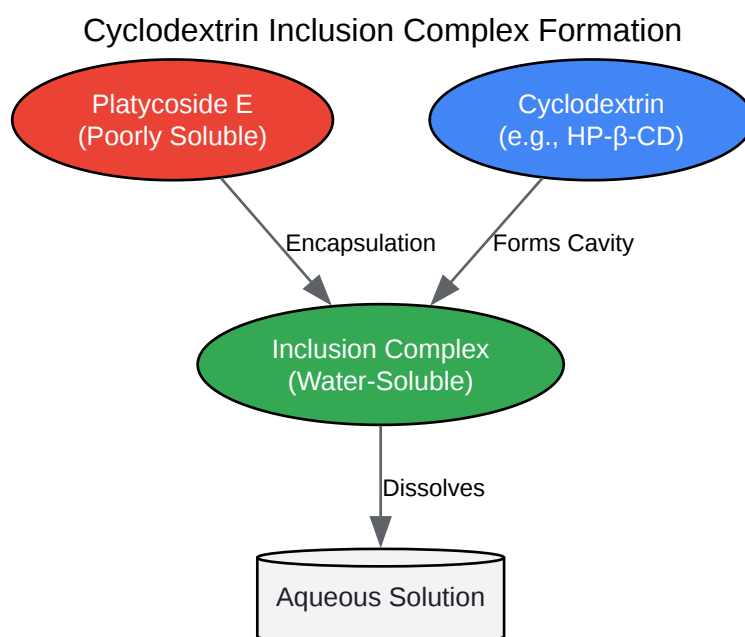 Cyclodextrin Inclusion Complex Formation
Platycoside E
(Poorly Soluble)
Cyclodextrin
(e.g., HP-β-CD)
Encapsulation
Forms Cavity
Inclusion Complex
(Water-Soluble)
Dissolves
Aqueous Solution